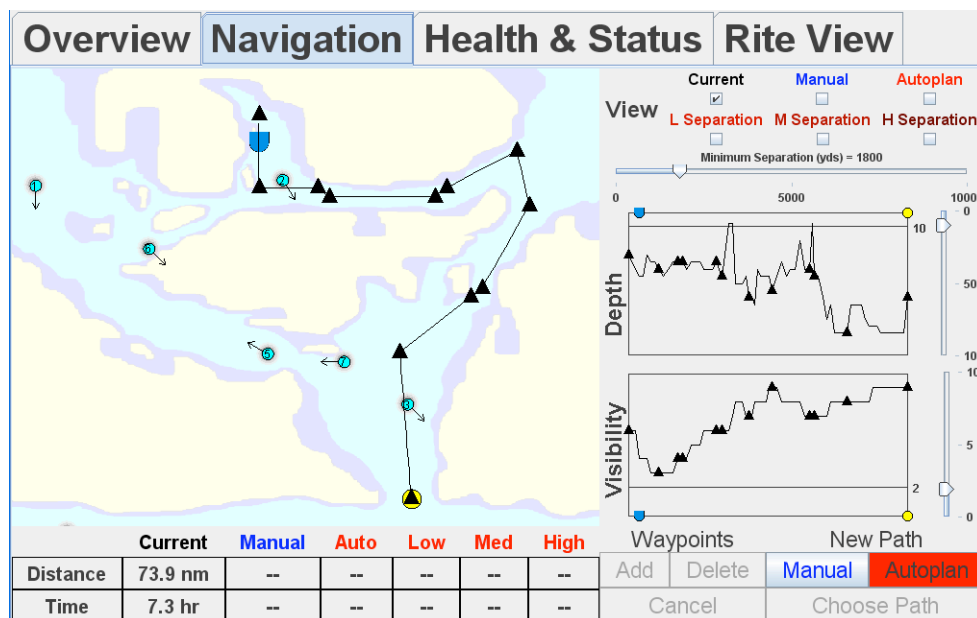 Overview Navigation Health & Status Rite View
Current Manual Autoplan
View
L Separation M Separation H Separation
Minimum Separation (yds) = 1800
0 5000 1000
1
2
6
5
7
3
Depth
0
10
50
10
Visibility
10
5
2
0
Waypoints New Path
Add Delete Manual Autoplan
Cancel Choose Path
Current Manual Auto Low Med High
Distance 73.9 nm -- -- -- -- --
Time 7.3 hr -- -- -- -- --